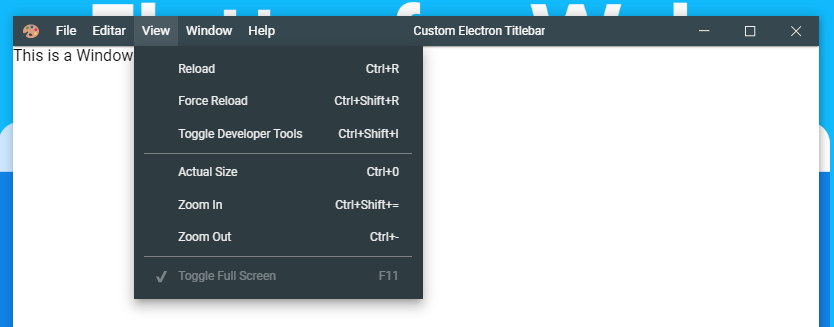 File Editar View Window Help Custom Electron Titlebar
This is a Window
Reload Ctrl+R
Force Reload Ctrl+Shift+R
Toggle Developer Tools Ctrl+Shift+I
Actual Size Ctrl+0
Zoom In Ctrl+Shift+=
Zoom Out Ctrl+-
Toggle Full Screen F11